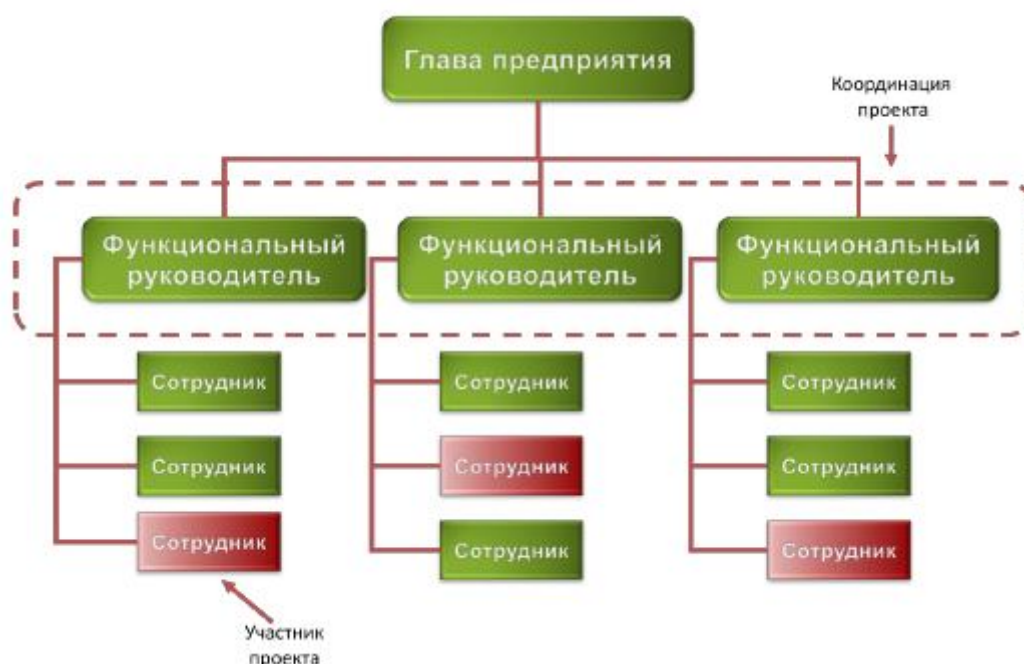 Глава предприятия
Координация
проекта
Функциональный
руководитель
Функциональный
руководитель
Функциональный
руководитель
Сотрудник
Сотрудник
Сотрудник
Сотрудник
Сотрудник
Сотрудник
Сотрудник
Сотрудник
Сотрудник
Участник
проекта